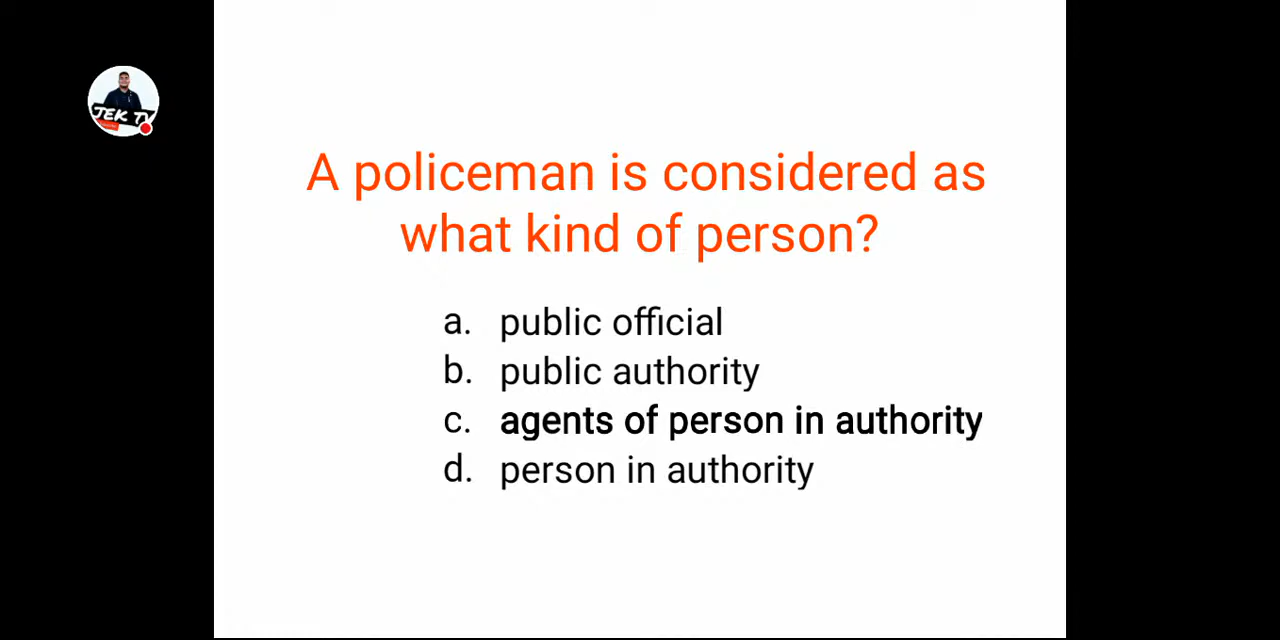 JEK TV
A policeman is considered as
what kind of person?
a. public official
b. public authority
c. agents of person in authority
d. person in authority